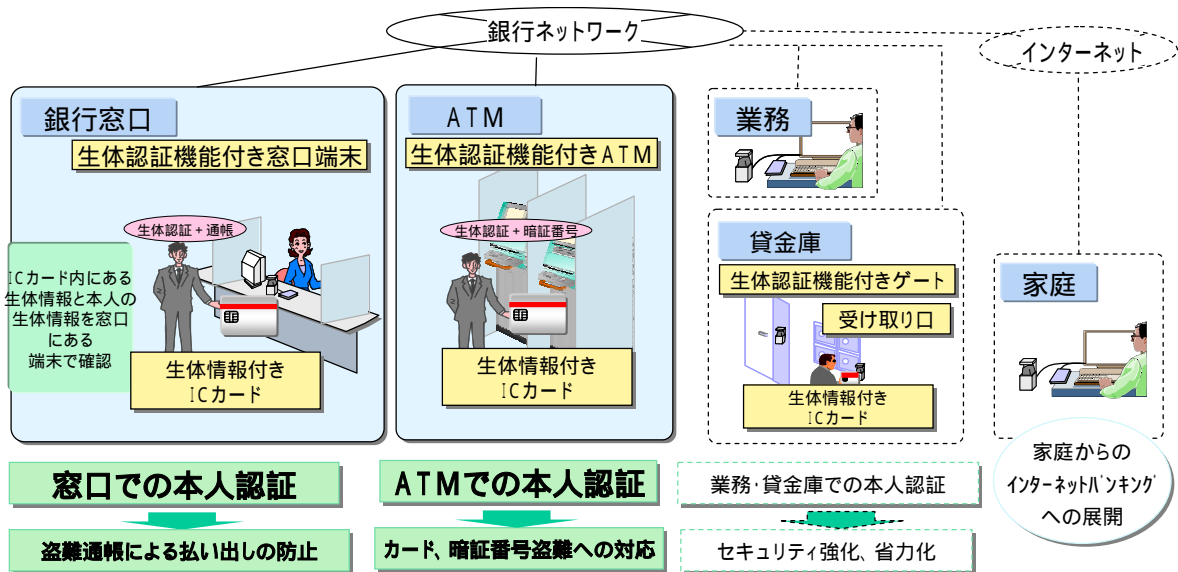 銀行ネットワーク
インターネット
銀行窓口
生体認証機能付き窓口端末
生体認証+通帳
ICカード内にある
生体情報と本人の
生体情報を窓口
にある
端末で確認
生体情報付き
ICカード
ATM
生体認証機能付きATM
生体認証+暗証番号
生体情報付き
ICカード
業務
貸金庫
生体認証機能付きゲート
受け取り口
生体情報付き
ICカード
家庭
家庭からの
インターネットバンキング
への展開
窓口での本人認証
盗難通帳による払い出しの防止
ATMでの本人認証
カード、暗証番号盗難への対応
業務・貸金庫での本人認証
セキュリティ強化、省力化